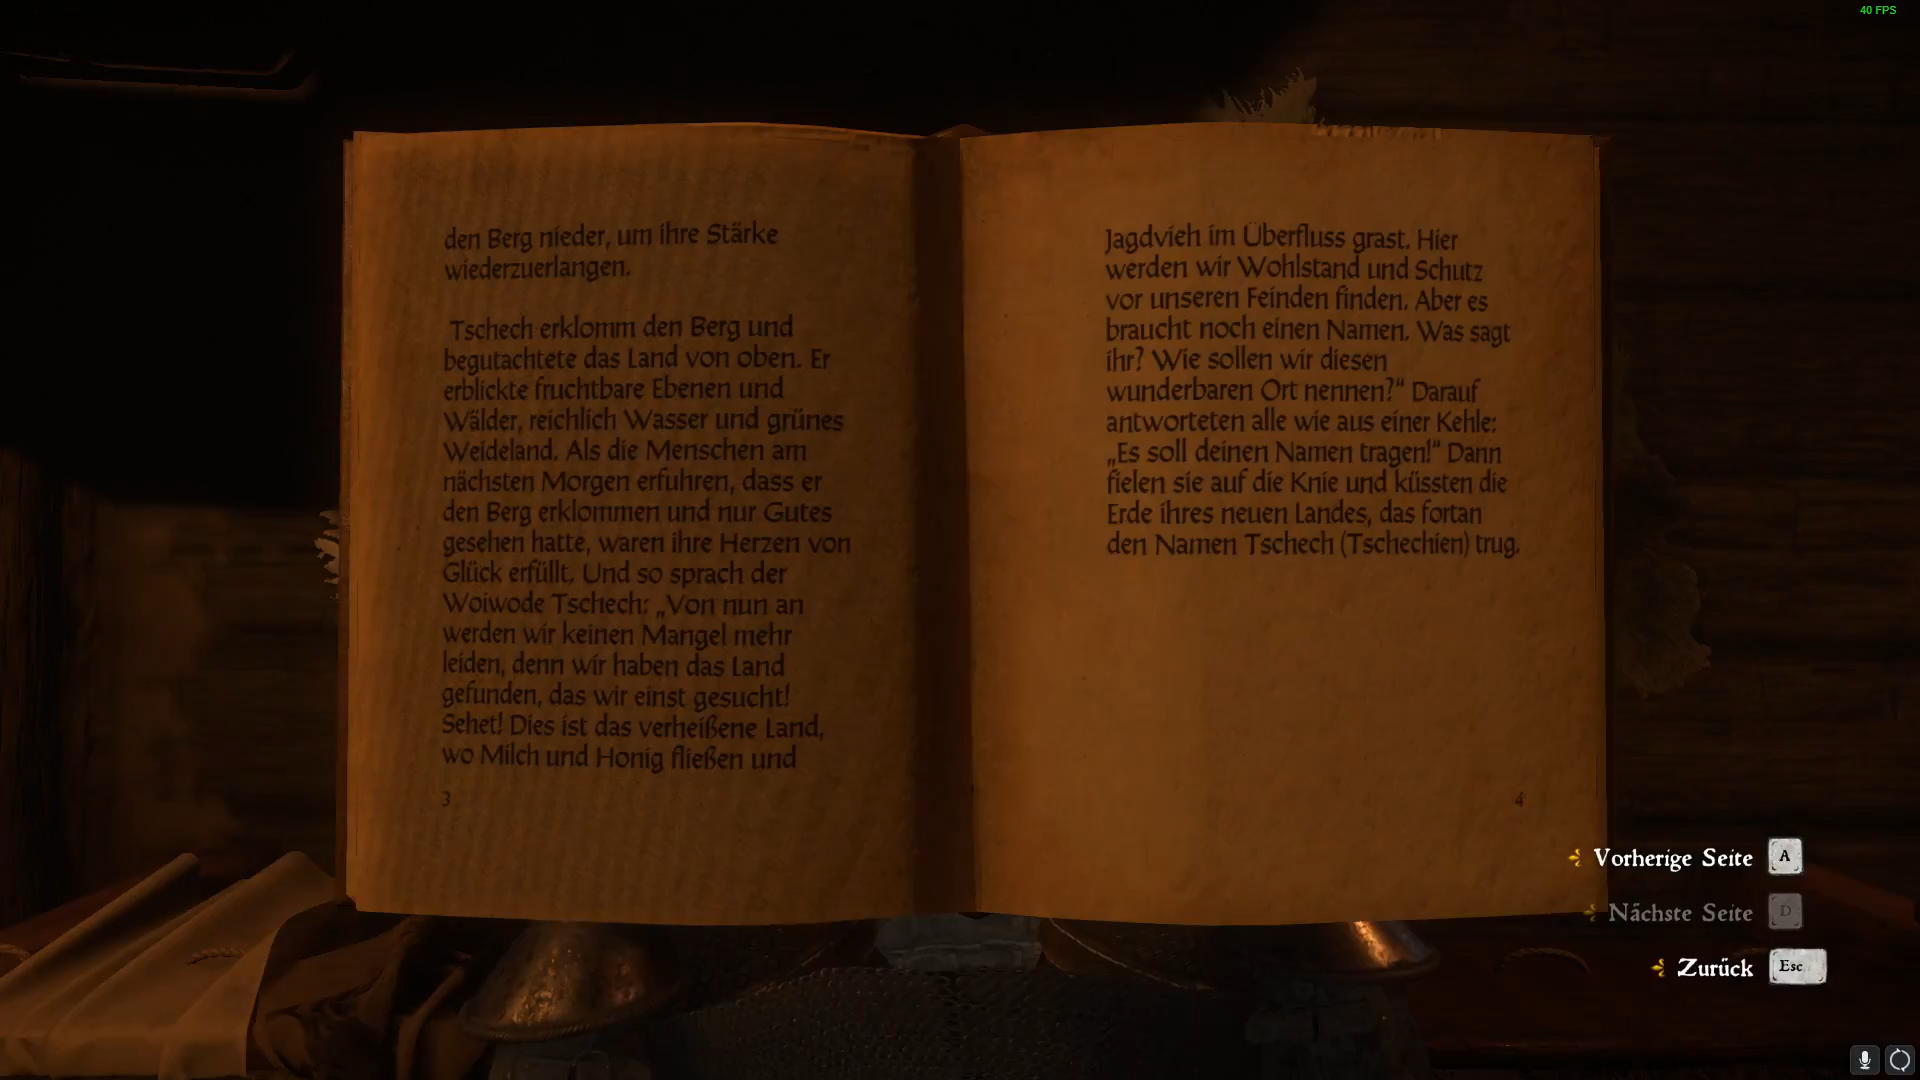 40 FPS
den Berg nieder, um ihre Stärke
wiederzuerlangen.
Tschech erklomm den Berg und
begutachtete das Land von oben. Er
erblickte fruchtbare Ebenen und
Wälder, reichlich Wasser und grünes
Weideland. Als die Menschen am
nächsten Morgen erfuhren, dass er
den Berg erklommen und nur Gutes
gesehen hatte, waren ihre Herzen von
Glück erfüllt. Und so sprach der
Woiwode Tschech: „Von nun an
werden wir keinen Mangel mehr
leiden, denn wir haben das Land
gefunden, das wir einst gesucht!
Sehet! Dies ist das verheißene Land,
wo Milch und Honig fließen und
3
Jagdvieh im Überfluss grast. Hier
werden wir Wohlstand und Schutz
vor unseren Feinden finden. Aber es
braucht noch einen Namen. Was sagt
ihr? Wie sollen wir diesen
wunderbaren Ort nennen?“ Darauf
antworteten alle wie aus einer Kehle:
„Es soll deinen Namen tragen!“ Dann
fielen sie auf die Knie und küssten die
Erde ihres neuen Landes, das fortan
den Namen Tschech (Tschechien) trug.
4
Vorherige Seite A
Nächste Seite D
Zurück Esc